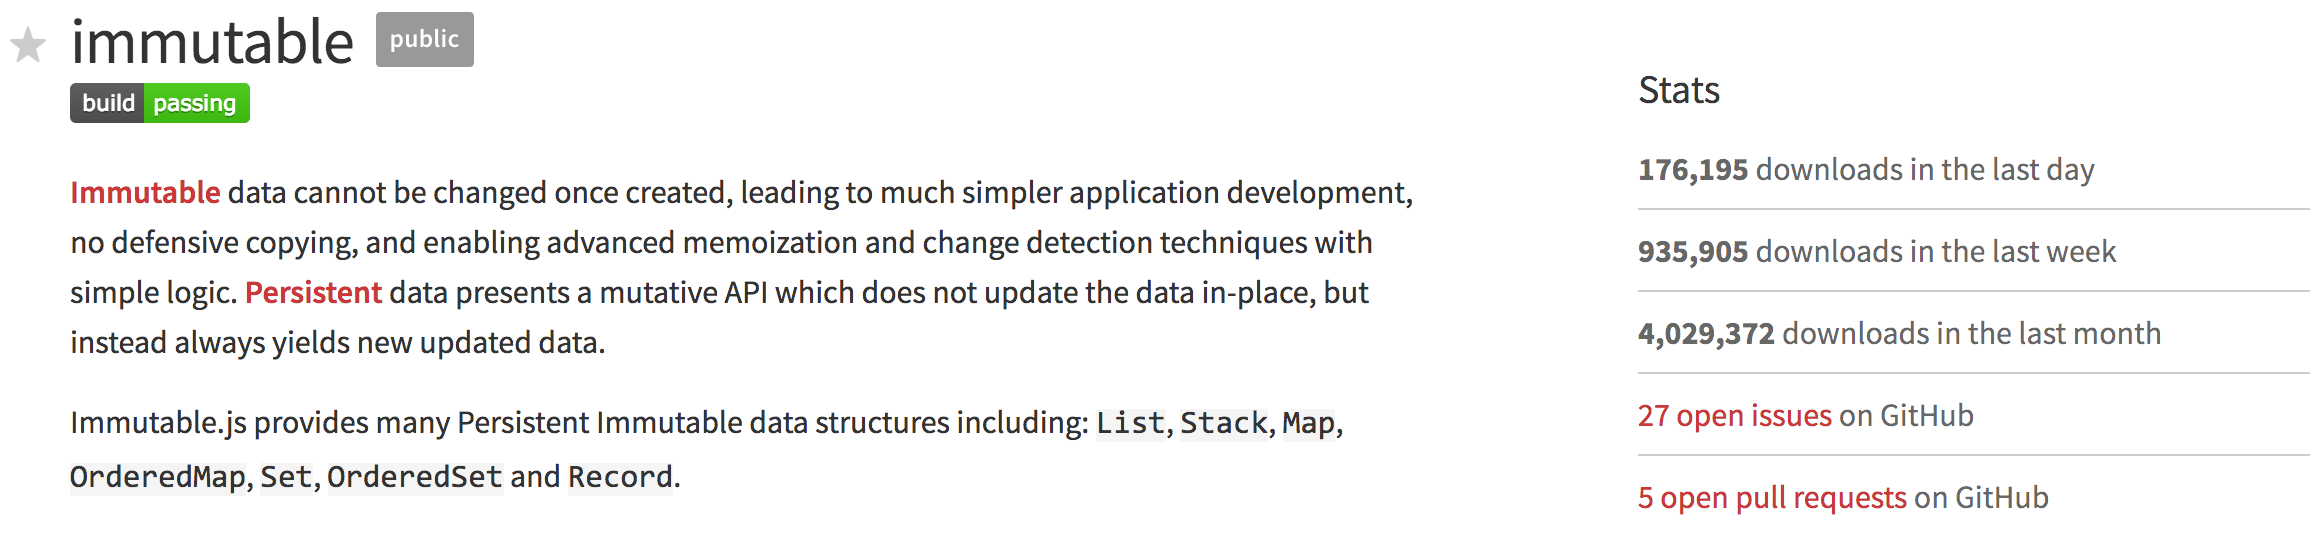 immutable public
build passing
Immutable data cannot be changed once created, leading to much simpler application development,
no defensive copying, and enabling advanced memoization and change detection techniques with
simple logic. Persistent data presents a mutative API which does not update the data in-place, but
instead always yields new updated data.
Immutable.js provides many Persistent Immutable data structures including: List, Stack, Map,
OrderedMap, Set, OrderedSet and Record.
Stats
176,195 downloads in the last day
935,905 downloads in the last week
4,029,372 downloads in the last month
27 open issues on GitHub
5 open pull requests on GitHub